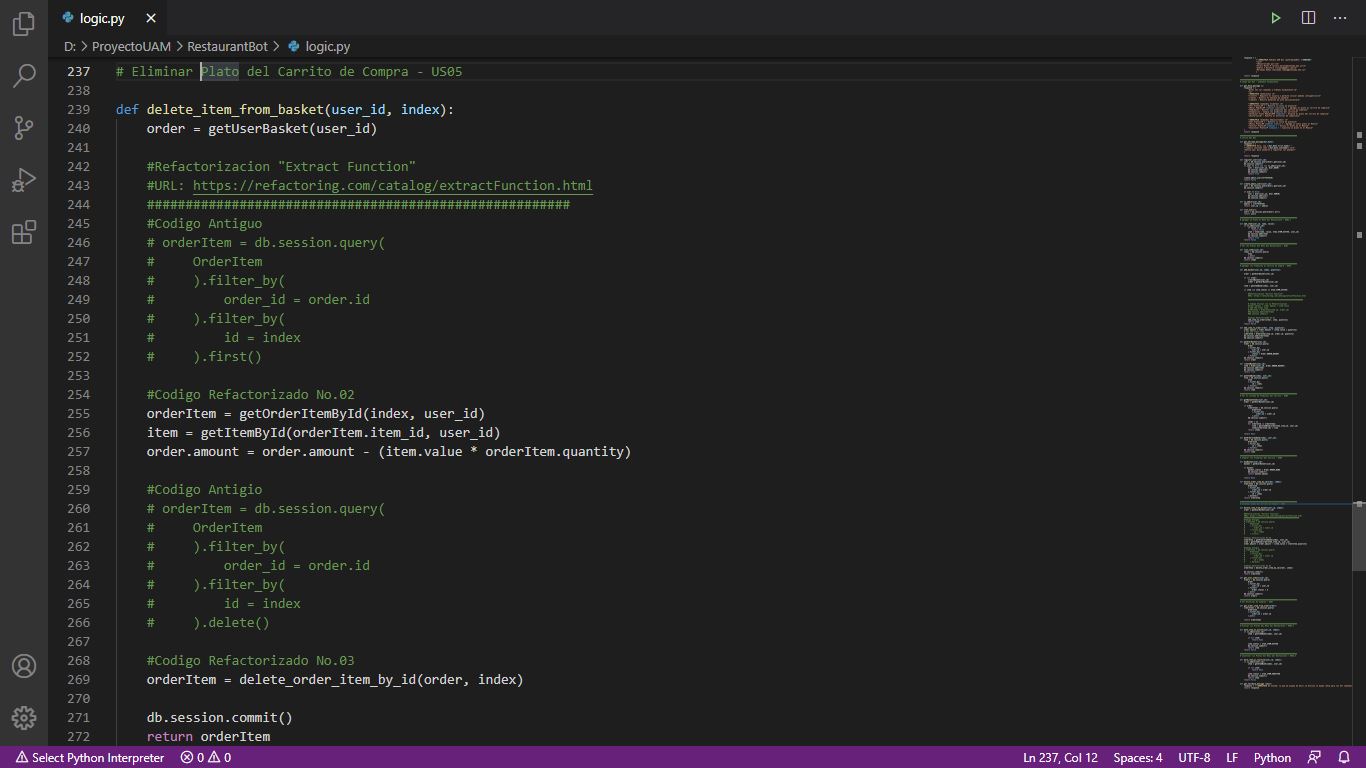 logic.py
D: > ProyectoUAM > RestaurantBot > logic.py
237 # Eliminar Plato del Carrito de Compra - US05
238
239 def delete_item_from_basket(user_id, index):
240     order = getUserBasket(user_id)
241
242     #Refactorizacion "Extract Function"
243     #URL: https://refactoring.com/catalog/extractFunction.html
244     #######################################################
245     #Codigo Antiguo
246     # orderItem = db.session.query(
247     #     OrderItem
248     #     ).filter_by(
249     #         order_id = order.id
250     #     ).filter_by(
251     #         id = index
252     #     ).first()
253
254     #Codigo Refactorizado No.02
255     orderItem = getOrderItemById(index, user_id)
256     item = getItemById(orderItem.item_id, user_id)
257     order.amount = order.amount - (item.value * orderItem.quantity)
258
259     #Codigo Antigio
260     # orderItem = db.session.query(
261     #     OrderItem
262     #     ).filter_by(
263     #         order_id = order.id
264     #     ).filter_by(
265     #         id = index
266     #     ).delete()
267
268     #Codigo Refactorizado No.03
269     orderItem = delete_order_item_by_id(order, index)
270
271     db.session.commit()
272     return orderItem
Select Python Interpreter 0 0 Ln 237, Col 12 Spaces: 4 UTF-8 LF Python